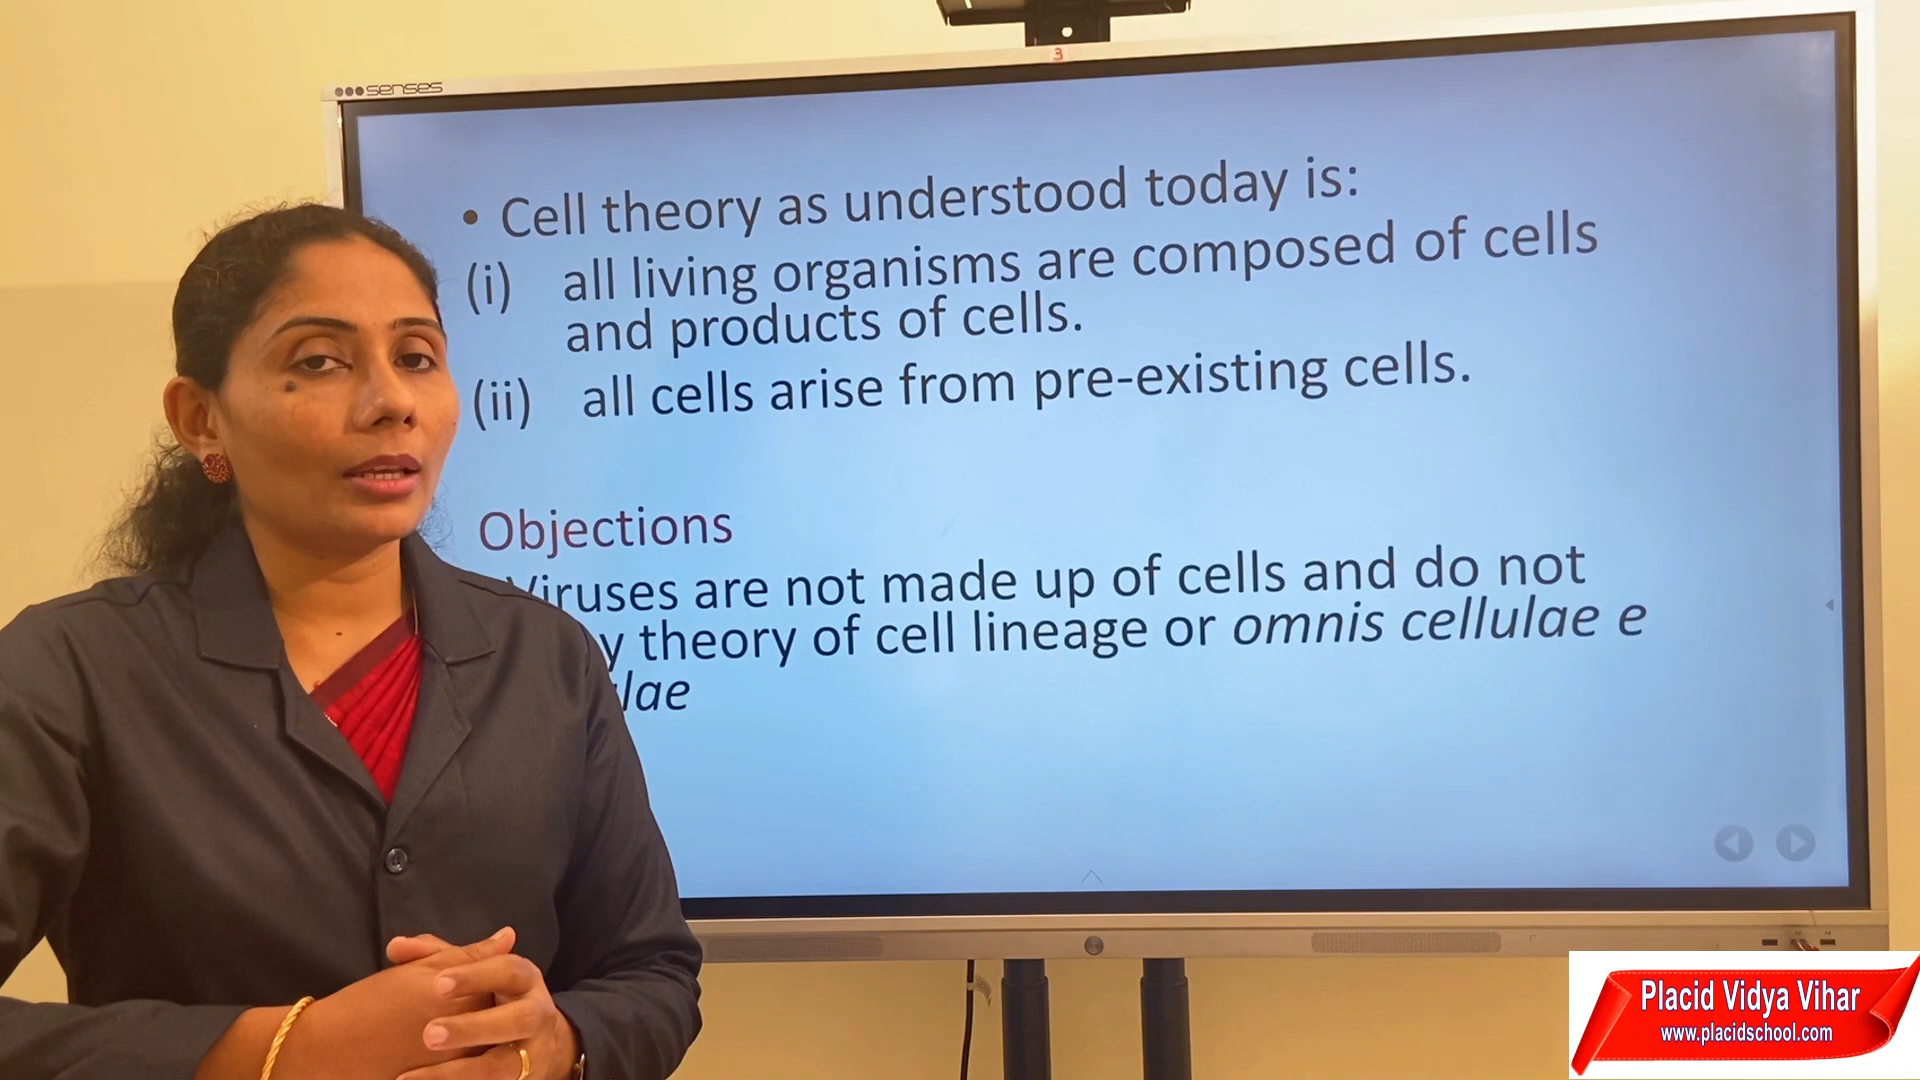 senses
3
• Cell theory as understood today is:
(i) all living organisms are composed of cells
and products of cells.
(ii) all cells arise from pre-existing cells.
Objections
Viruses are not made up of cells and do not
theory of cell lineage or omnis cellulae e
Placid Vidya Vihar
www.placidschool.com